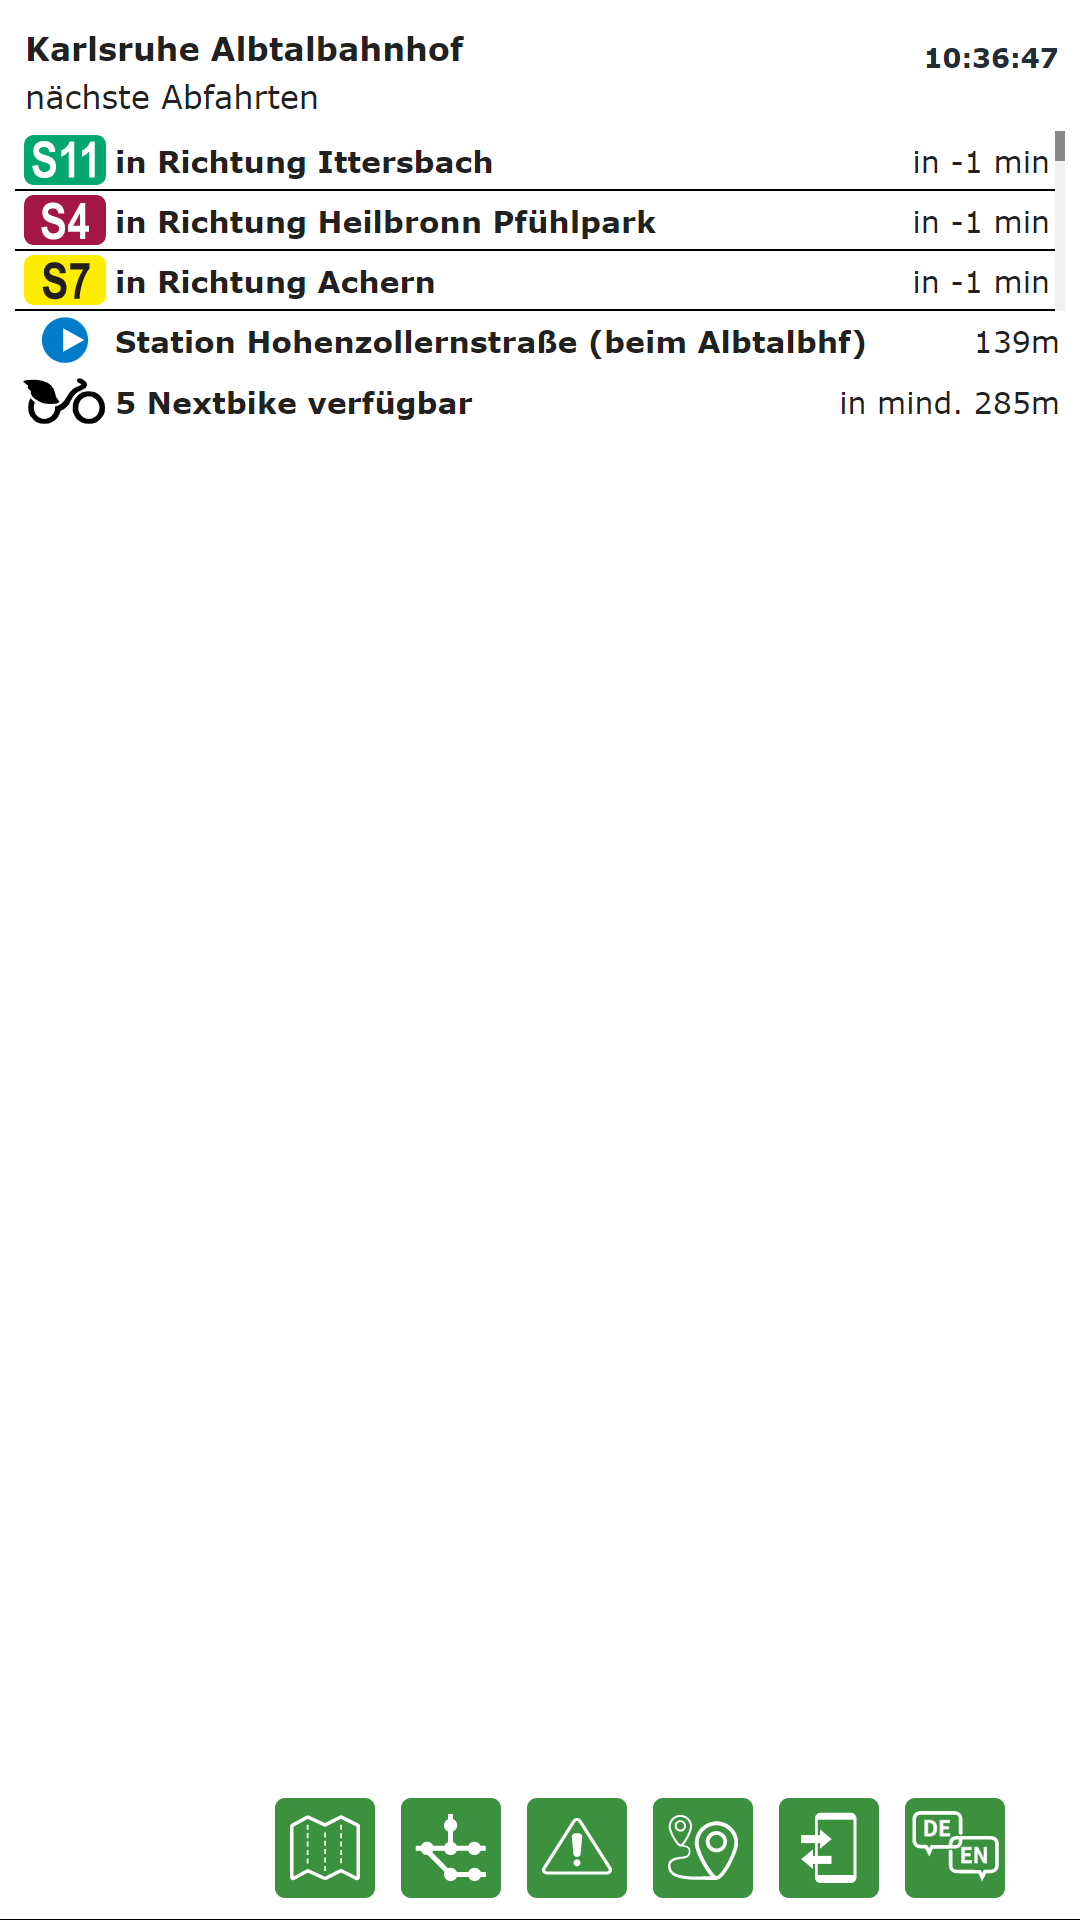 Karlsruhe Albtalbahnhof
10:36:47
nächste Abfahrten
S11 in Richtung Ittersbach in -1 min
S4 in Richtung Heilbronn Pfühlpark in -1 min
S7 in Richtung Achern in -1 min
Station Hohenzollernstraße (beim Albtalbhf) 139m
5 Nextbike verfügbar in mind. 285m
DE
EN